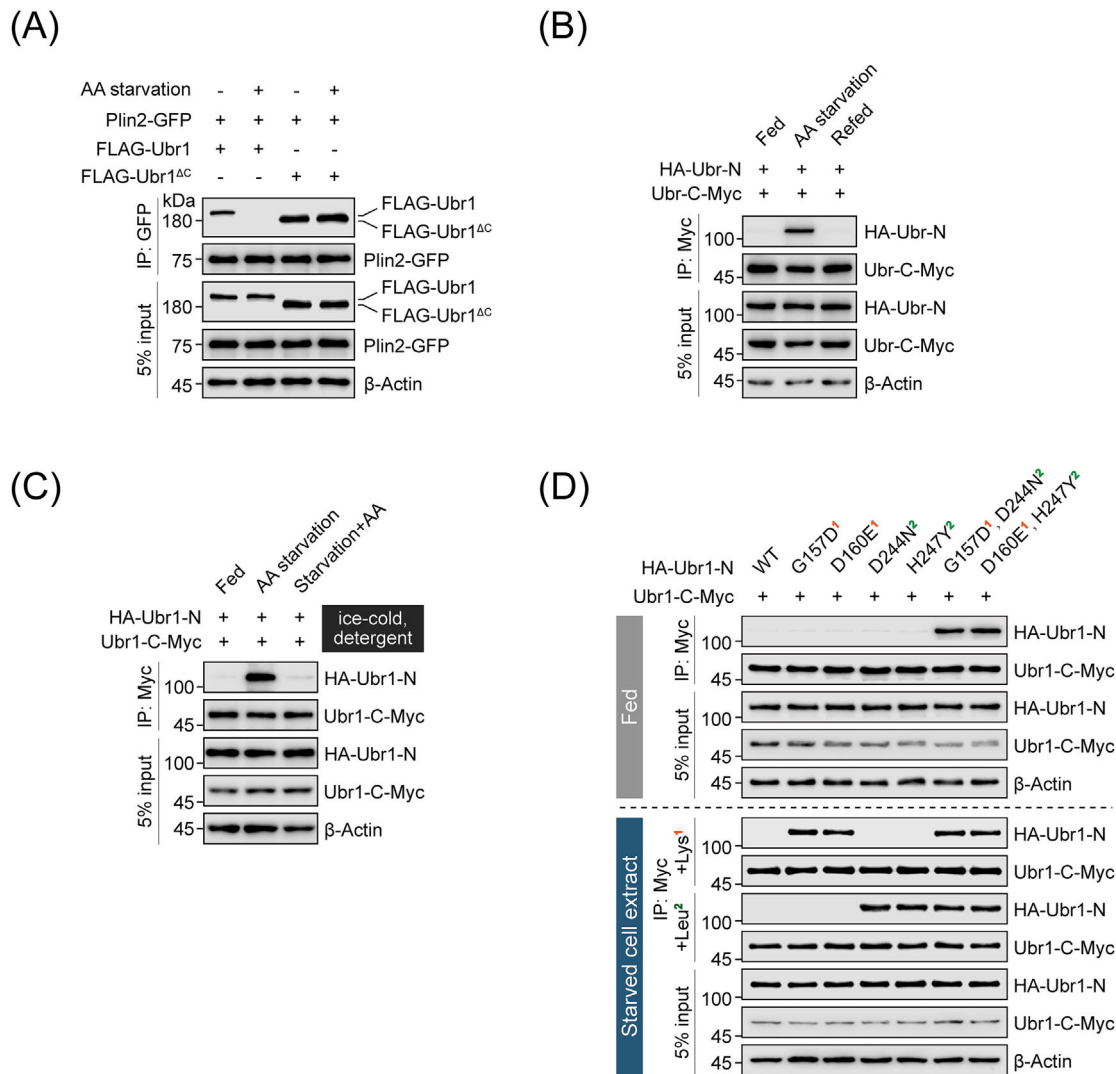 (A)
AA starvation - + - +
Plin2-GFP + + + +
FLAG-Ubr1 + + - -
FLAG-Ubr1ΔC - - + +
kDa
IP: GFP
180
FLAG-Ubr1
FLAG-Ubr1ΔC
75
Plin2-GFP
5% input
180
FLAG-Ubr1
FLAG-Ubr1ΔC
75
Plin2-GFP
45
β-Actin
(B)
Fed
AA starvation
Refed
HA-Ubr-N + + +
Ubr-C-Myc + + +
IP: Myc
100
HA-Ubr-N
45
Ubr-C-Myc
5% input
100
HA-Ubr-N
45
Ubr-C-Myc
45
β-Actin
(C)
Fed
AA starvation
Starvation+AA
HA-Ubr1-N + + +
Ubr1-C-Myc + + +
ice-cold,
detergent
IP: Myc
100
HA-Ubr1-N
45
Ubr1-C-Myc
5% input
100
HA-Ubr1-N
45
Ubr1-C-Myc
45
β-Actin
(D)
HA-Ubr1-N
WT
G157D1
D160E1
D244N2
H247Y2
G157D1, D244N2
D160E1, H247Y2
Ubr1-C-Myc + + + + + + +
Fed
IP: Myc
100
HA-Ubr1-N
45
Ubr1-C-Myc
5% input
100
HA-Ubr1-N
45
Ubr1-C-Myc
45
β-Actin
Starved cell extract
IP: Myc
+Lys1
100
HA-Ubr1-N
45
Ubr1-C-Myc
+Leu2
100
HA-Ubr1-N
45
Ubr1-C-Myc
5% input
100
HA-Ubr1-N
45
Ubr1-C-Myc
45
β-Actin